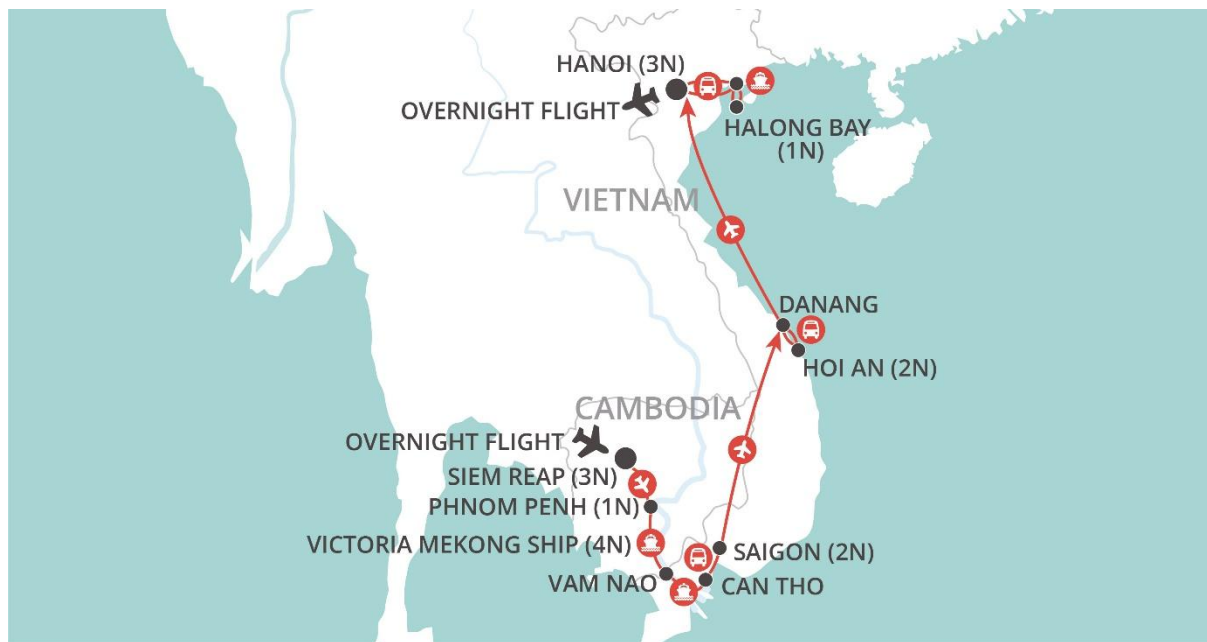 HANOI (3N)
OVERNIGHT FLIGHT
HALONG BAY
(1N)
VIETNAM
DANANG
HOI AN (2N)
CAMBODIA
OVERNIGHT FLIGHT
SIEM REAP (3N)
PHNOM PENH (1N)
VICTORIA MEKONG SHIP (4N)
SAIGON (2N)
VAM NAO
CAN THO